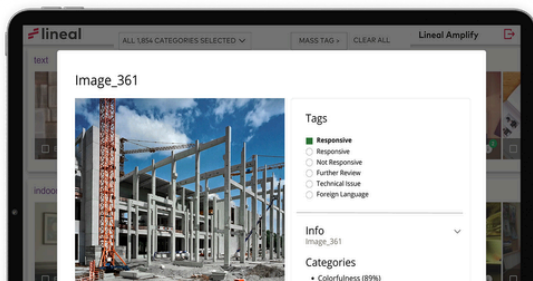 lineal
ALL 1,854 CATEGORIES SELECTED
MASS TAG »
CLEAR ALL
Lineal Amplify
text
Image_361
Tags
Responsive
Responsive
Not Responsive
Further Review
Technical Issue
Foreign Language
Info
Image_361
Categories
• Colorfulness (89%)
indoor